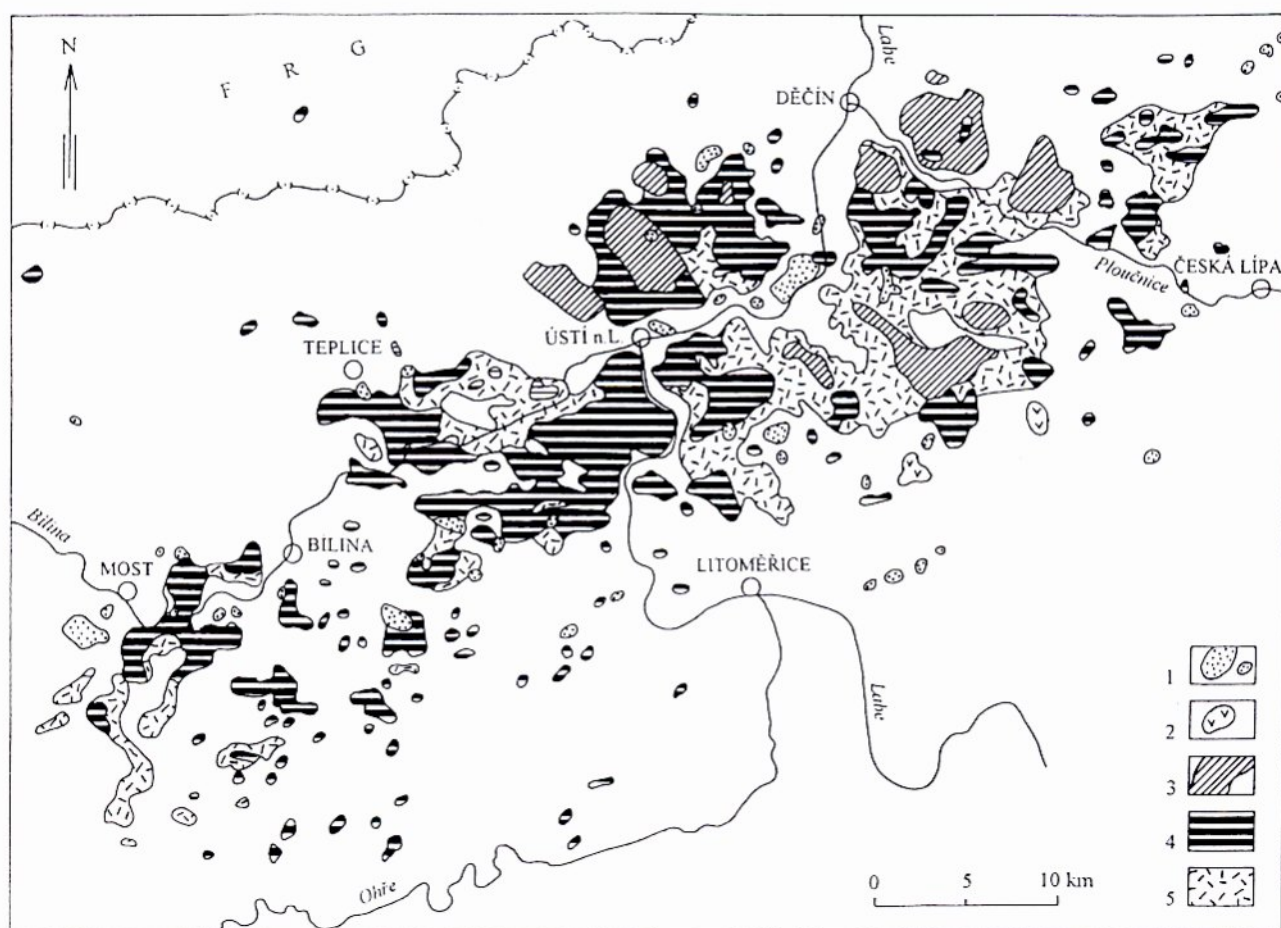 N
F R G
Labe
DĚČÍN
Ploučnice
ČESKÁ LÍPA
ÚSTÍ n.L.
TEPLICE
Bílina
BÍLINA
MOST
LITOMĚŘICE
Labe
Ohře
1
2
3
4
5
0 5 10 km